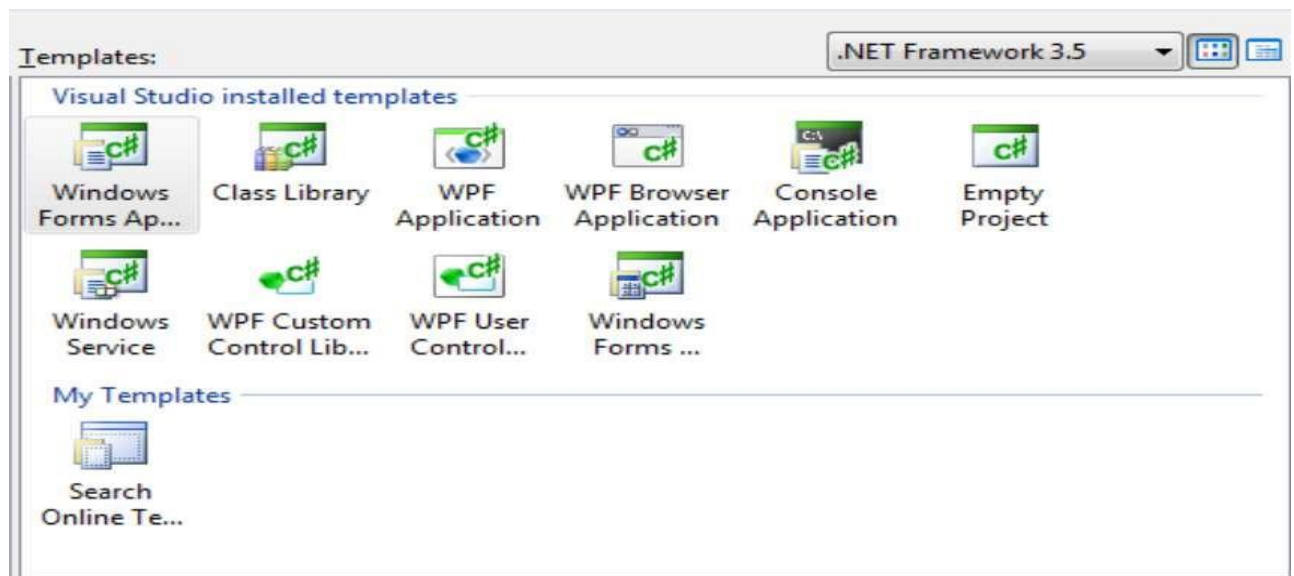 Templates:
.NET Framework 3.5
Visual Studio installed templates
Windows
Forms Ap...
Class Library
WPF
Application
WPF Browser
Application
Console
Application
Empty
Project
Windows
Service
WPF Custom
Control Lib...
WPF User
Control...
Windows
Forms ...
My Templates
Search
Online Te...